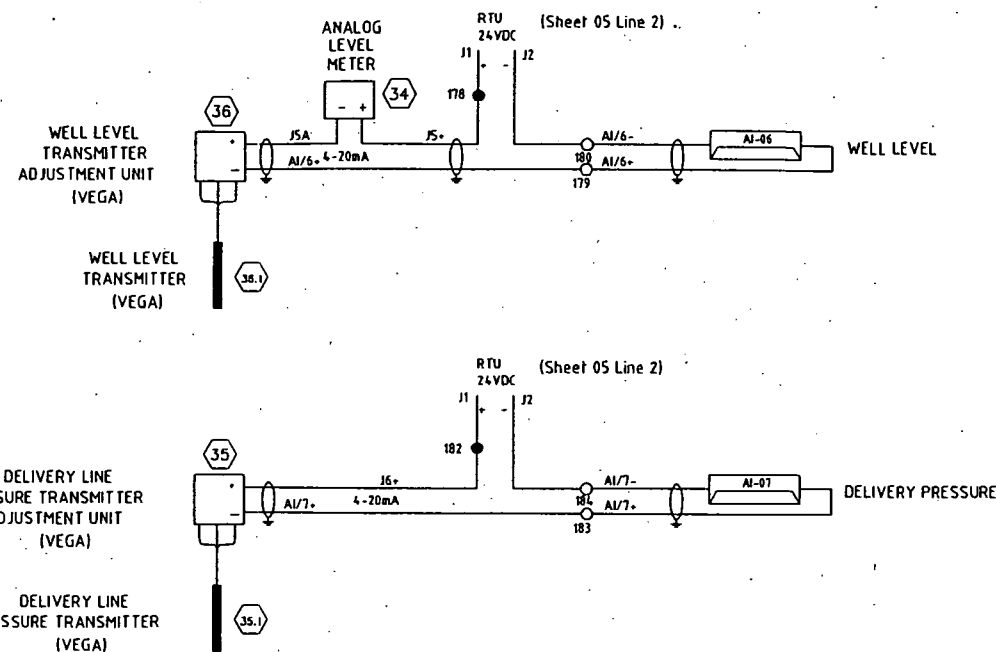 RTU
24VDC
(Sheet 05 Line 2)
J1
J2
+ -
ANALOG
LEVEL
METER
- +
34
178
36
WELL LEVEL
TRANSMITTER
ADJUSTMENT UNIT
(VEGA)
+
-
J5A
J5+
AI/6+
4-20mA
AI/6-
180
AI/6+
179
AI-06
WELL LEVEL
WELL LEVEL
TRANSMITTER
(VEGA)
RTU
24VDC
(Sheet 05 Line 2)
J1
J2
+ -
182
35
DELIVERY LINE
SURE TRANSMITTER
DJUSTMENT UNIT
(VEGA)
+
-
J6+
AI/7+
4-20mA
AI/7-
184
AI/7+
183
AI-07
DELIVERY PRESSURE
DELIVERY LINE
SSURE TRANSMITTER
(VEGA)
35.1